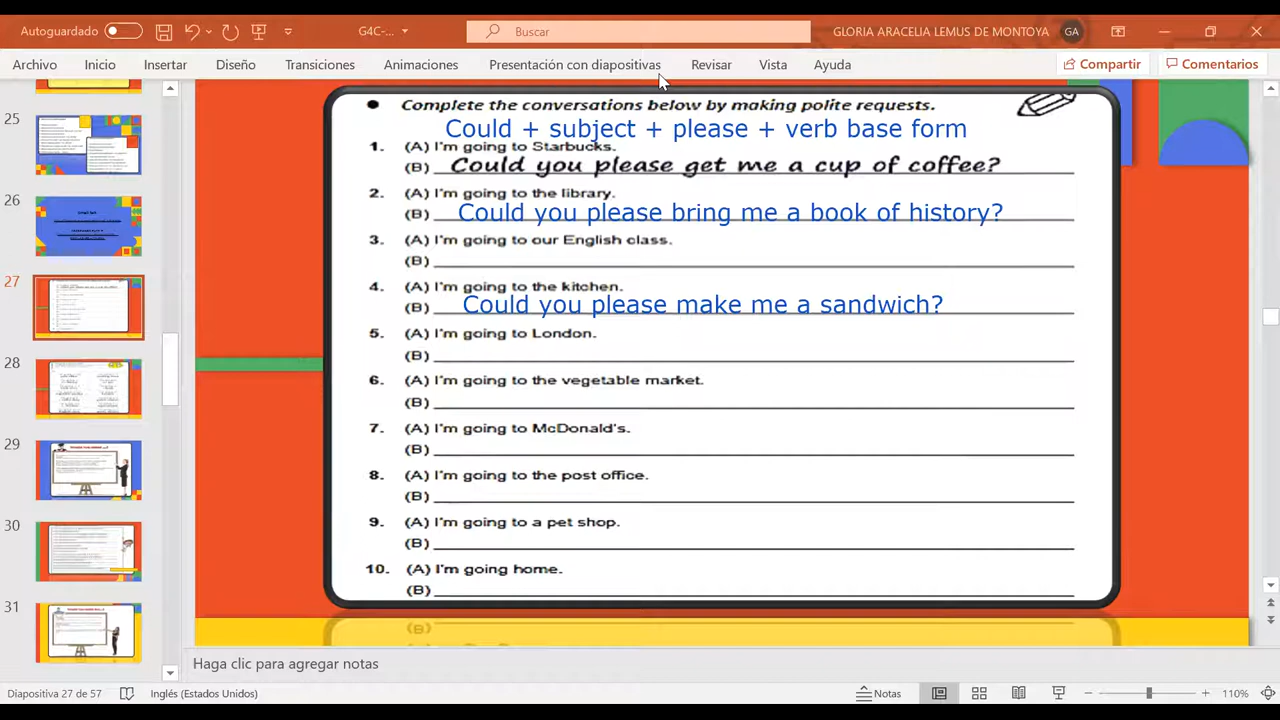 Autoguardado
G4C-...
Buscar
GLORIA ARACELIA LEMUS DE MONTOYA
GA
Archivo
Inicio
Insertar
Diseño
Transiciones
Animaciones
Presentación con diapositivas
Revisar
Vista
Ayuda
Compartir
Comentarios
25
26
27
28
29
30
31
Complete the conversations below by making polite requests.
Could + subject + please + verb base form
1. (A) I'm going to Starbucks.
(B) Could you please get me a cup of coffee?
2. (A) I'm going to the library.
(B) Could you please bring me a book of history?
3. (A) I'm going to our English class.
(B)
4. (A) I'm going to the kitchen.
(B) Could you please make me a sandwich?
5. (A) I'm going to London.
(B)
6. (A) I'm going to the vegetable market.
(B)
7. (A) I'm going to McDonald's.
(B)
8. (A) I'm going to the post office.
(B)
9. (A) I'm going to a pet shop.
(B)
10. (A) I'm going home.
(B)
(B)
Haga clic para agregar notas
Diapositiva 27 de 57
Inglés (Estados Unidos)
Notas
110%